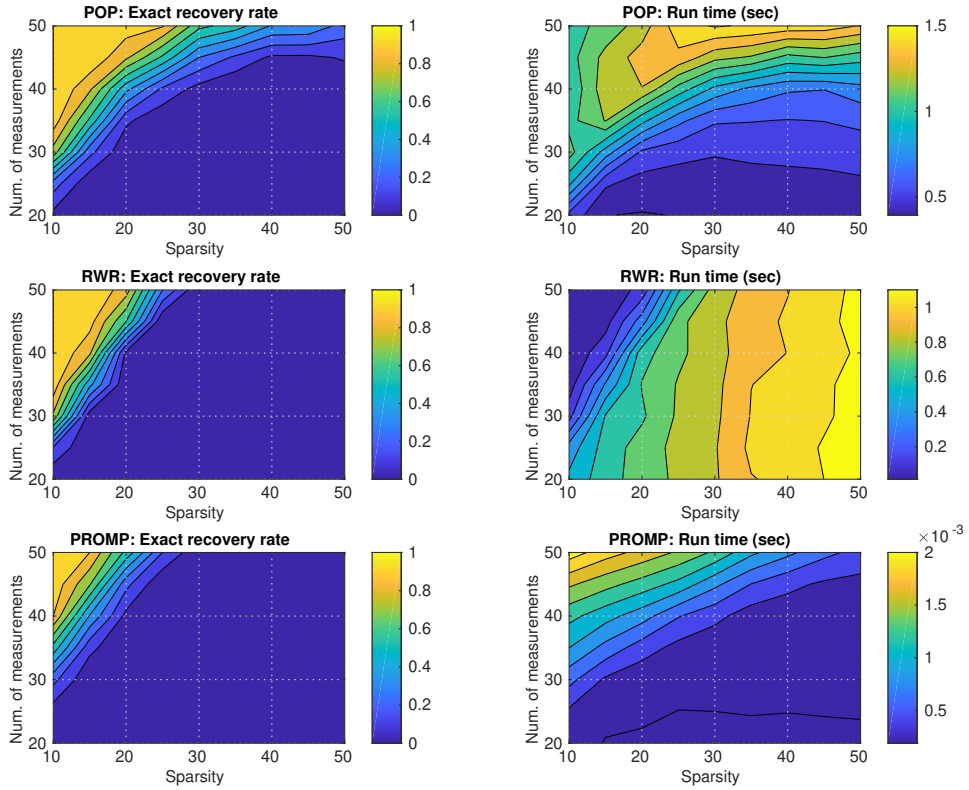 POP: Exact recovery rate
50
40
30
20
10 20 30 40 50
Num. of measurements
Sparsity
1
0.8
0.6
0.4
0.2
0
POP: Run time (sec)
50
40
30
20
10 20 30 40 50
Num. of measurements
Sparsity
1.5
1
0.5
RWR: Exact recovery rate
50
40
30
20
10 20 30 40 50
Num. of measurements
Sparsity
1
0.8
0.6
0.4
0.2
0
RWR: Run time (sec)
50
40
30
20
10 20 30 40 50
Num. of measurements
Sparsity
1
0.8
0.6
0.4
0.2
PROMP: Exact recovery rate
50
40
30
20
10 20 30 40 50
Num. of measurements
Sparsity
1
0.8
0.6
0.4
0.2
0
PROMP: Run time (sec)
50
40
30
20
10 20 30 40 50
Num. of measurements
Sparsity
×10⁻³
2
1.5
1
0.5